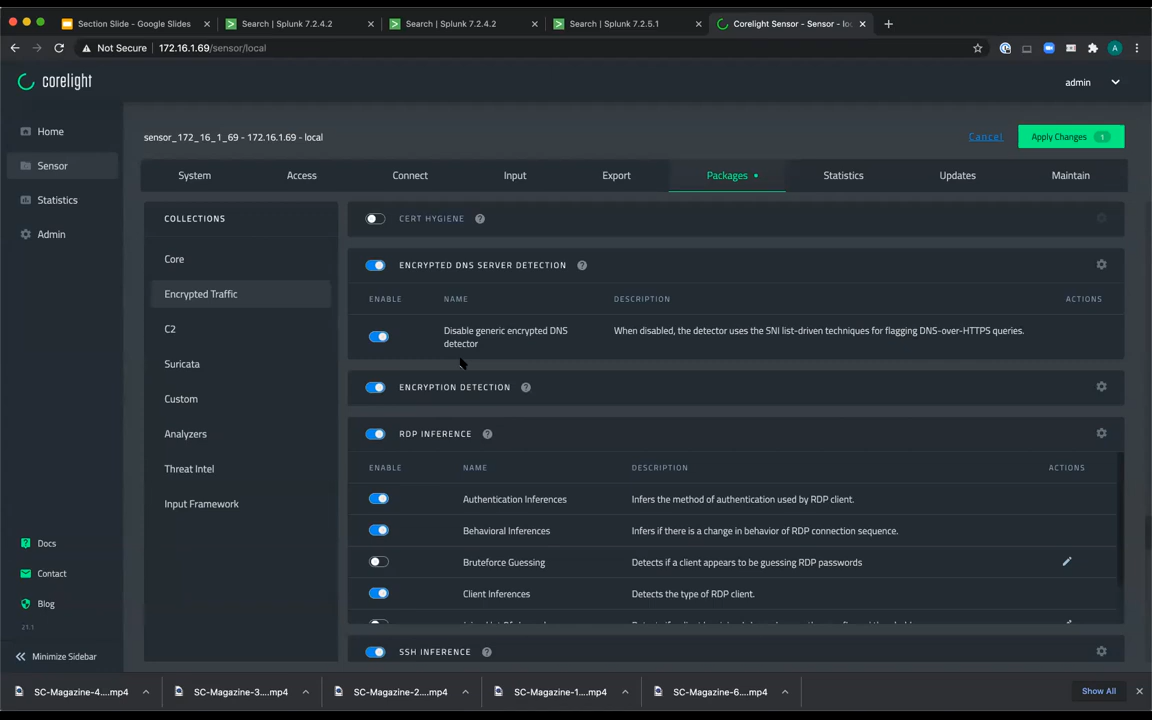 Section Slide - Google Slides
Search | Splunk 7.2.4.2
Search | Splunk 7.2.4.2
Search | Splunk 7.2.5.1
Corelight Sensor - Sensor - lo
Not Secure
172.16.1.69/sensor/local
A
corelight
admin
Home
Sensor
Statistics
Admin
sensor_172_16_1_69 - 172.16.1.69 - local
Cancel
Apply Changes 1
System
Access
Connect
Input
Export
Packages
Statistics
Updates
Maintain
COLLECTIONS
Core
Encrypted Traffic
C2
Suricata
Custom
Analyzers
Threat Intel
Input Framework
CERT HYGIENE ?
ENCRYPTED DNS SERVER DETECTION ?
ENABLE NAME DESCRIPTION ACTIONS
Disable generic encrypted DNS
detector
When disabled, the detector uses the SNI list-driven techniques for flagging DNS-over-HTTPS queries.
ENCRYPTION DETECTION ?
RDP INFERENCE ?
ENABLE NAME DESCRIPTION ACTIONS
Authentication Inferences Infers the method of authentication used by RDP client.
Behavioral Inferences Infers if there is a change in behavior of RDP connection sequence.
Bruteforce Guessing Detects if a client appears to be guessing RDP passwords
Client Inferences Detects the type of RDP client.
SSH INFERENCE ?
Docs
Contact
Blog
21.1
Minimize Sidebar
SC-Magazine-4....mp4
SC-Magazine-3....mp4
SC-Magazine-2....mp4
SC-Magazine-1....mp4
SC-Magazine-6....mp4
Show All